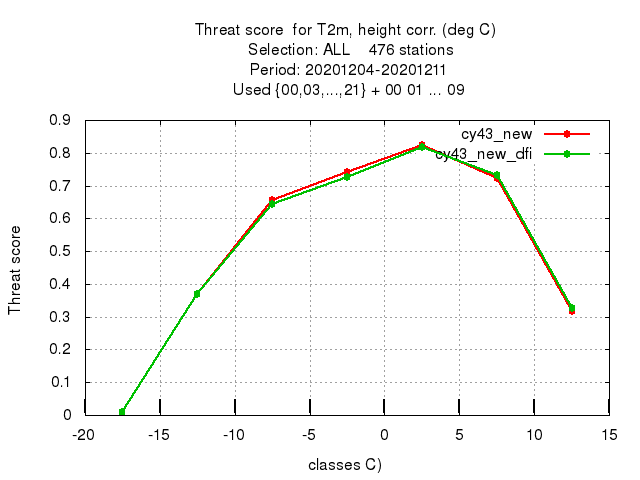 Threat score for T2m, height corr. (deg C)
Selection: ALL 476 stations
Period: 20201204-20201211
Used {00,03,...,21} + 00 01 ... 09
0.9
0.8
0.7
0.6
0.5
0.4
0.3
0.2
0.1
0
Threat score
cy43_new
cy43_new_dfi
-20 -15 -10 -5 0 5 10 15
classes C)